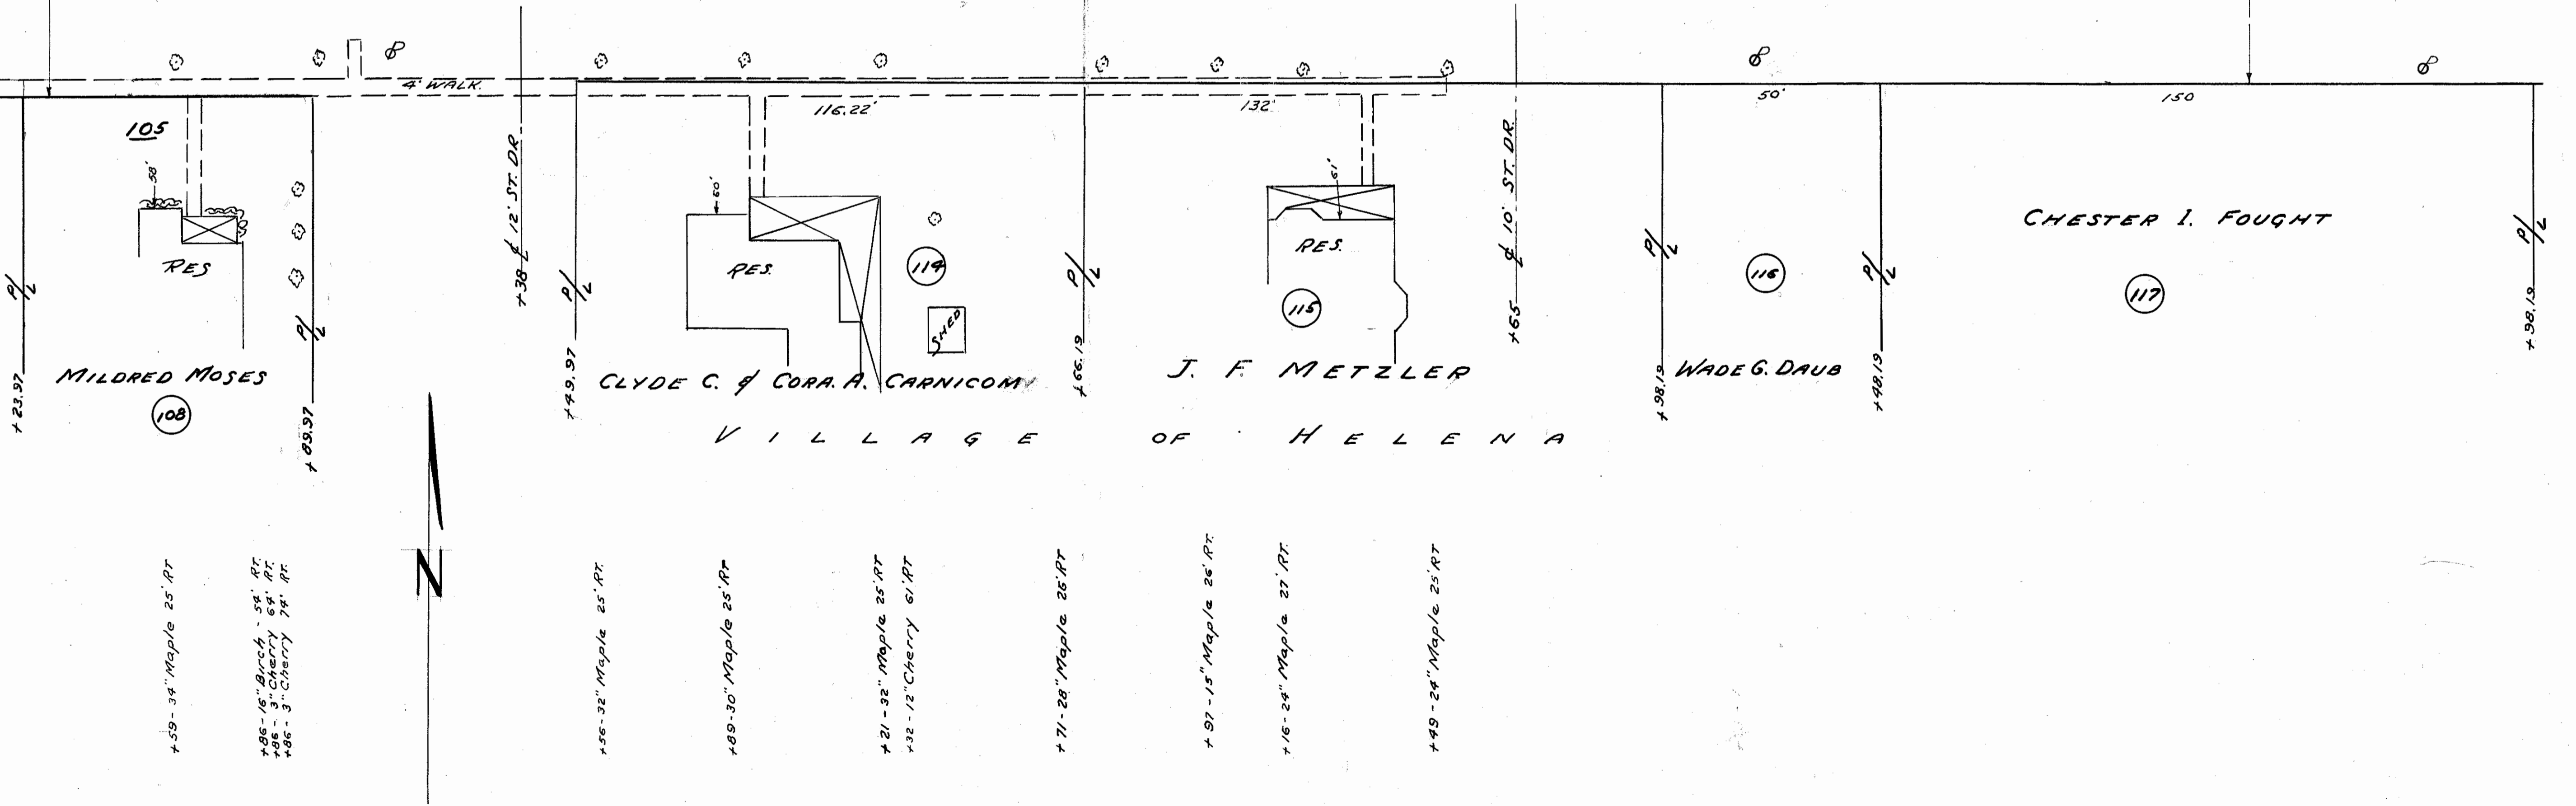 4' WALK.
116.22'
132'
50'
150
105
58'
RES
P/L
+23.97
MILDRED MOSES
108
P/L
+89.97
+38 ℄ 12' ST. DR.
P/L
+49.97
60'
RES.
114
SHED
CLYDE C. & CORA. A. CARNICOM
P/L
+66.19
61'
RES.
115
J. F. METZLER
+65 ℄ 10' ST. DR.
P/L
+98.19
116
WADE G. DAUB
P/L
+48.19
CHESTER I. FOUGHT
117
P/L
+98.19
VILLAGE OF HELENA
N
+59-34" Maple 25' RT
+86-16" Birch - 54' RT.
+86-3" Cherry 64' RT.
+86-3" Cherry 74' RT.
+56-32" Maple 25' RT.
+89-30" Maple 25' RT
+21-32" Maple 25' RT
+32-12" Cherry 61' RT
+71-28" Maple 26' RT
+97-15" Maple 26' RT.
+16-24" Maple 27' RT.
+49-24" Maple 25' RT